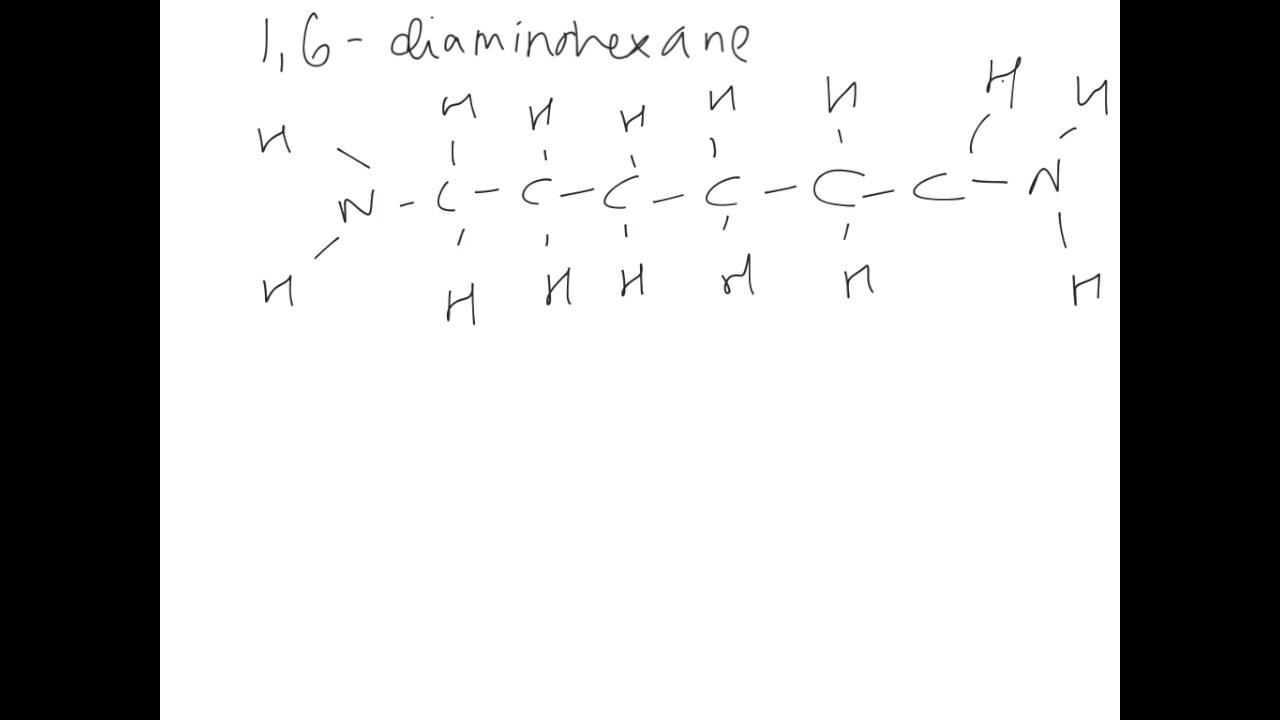 1,6 - diaminohexane
H H H H H H H H
N - C - C - C - C - C - C - N
H H H H H H H